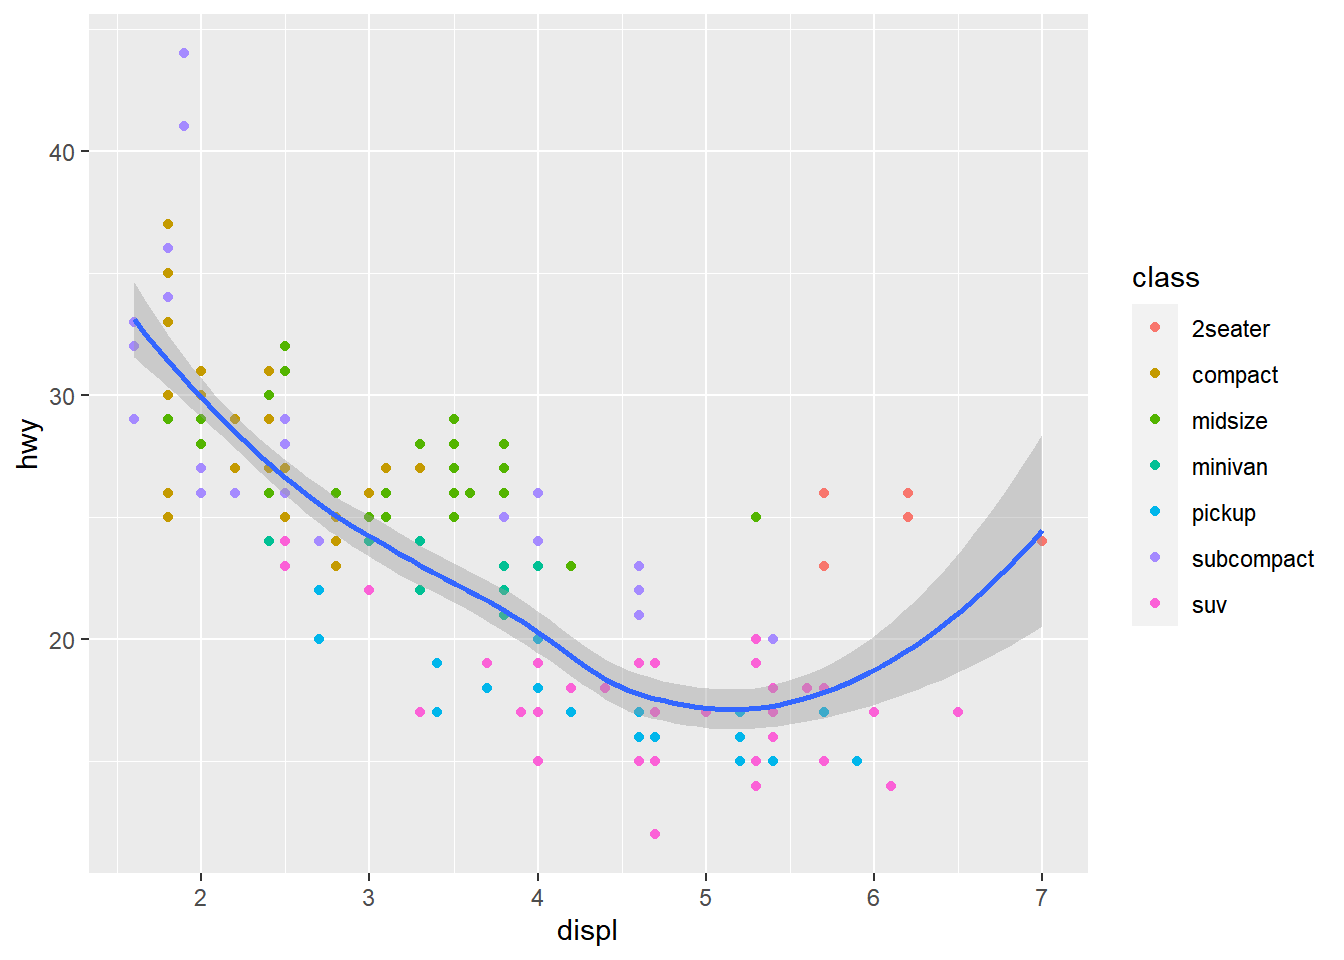 40
30
20
hwy
2 3 4 5 6 7
displ
class
2seater
compact
midsize
minivan
pickup
subcompact
suv